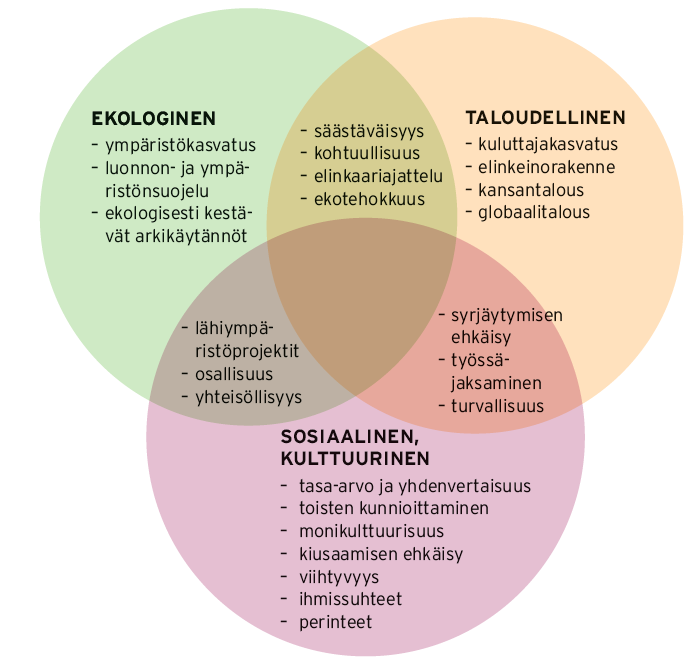 EKOLOGINEN
– ympäristökasvatus
– luonnon- ja ympä-
ristönsuojelu
– ekologisesti kestä-
vät arkikäytännöt
– säästäväisyys
– kohtuullisuus
– elinkaariajattelu
– ekotehokkuus
TALOUDELLINEN
– kuluttajakasvatus
– elinkeinorakenne
– kansantalous
– globaalitalous
– lähiympä-
ristöprojektit
– osallisuus
– yhteisöllisyys
– syrjäytymisen
ehkäisy
– työssä-
jaksaminen
– turvallisuus
SOSIAALINEN,
KULTTUURINEN
– tasa-arvo ja yhdenvertaisuus
– toisten kunnioittaminen
– monikulttuurisuus
– kiusaamisen ehkäisy
– viihtyvyys
– ihmissuhteet
– perinteet